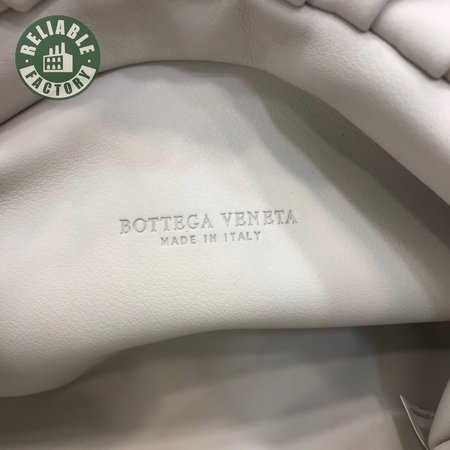 RELIABLE
FACTORY
BOTTEGA VENETA
MADE IN ITALY